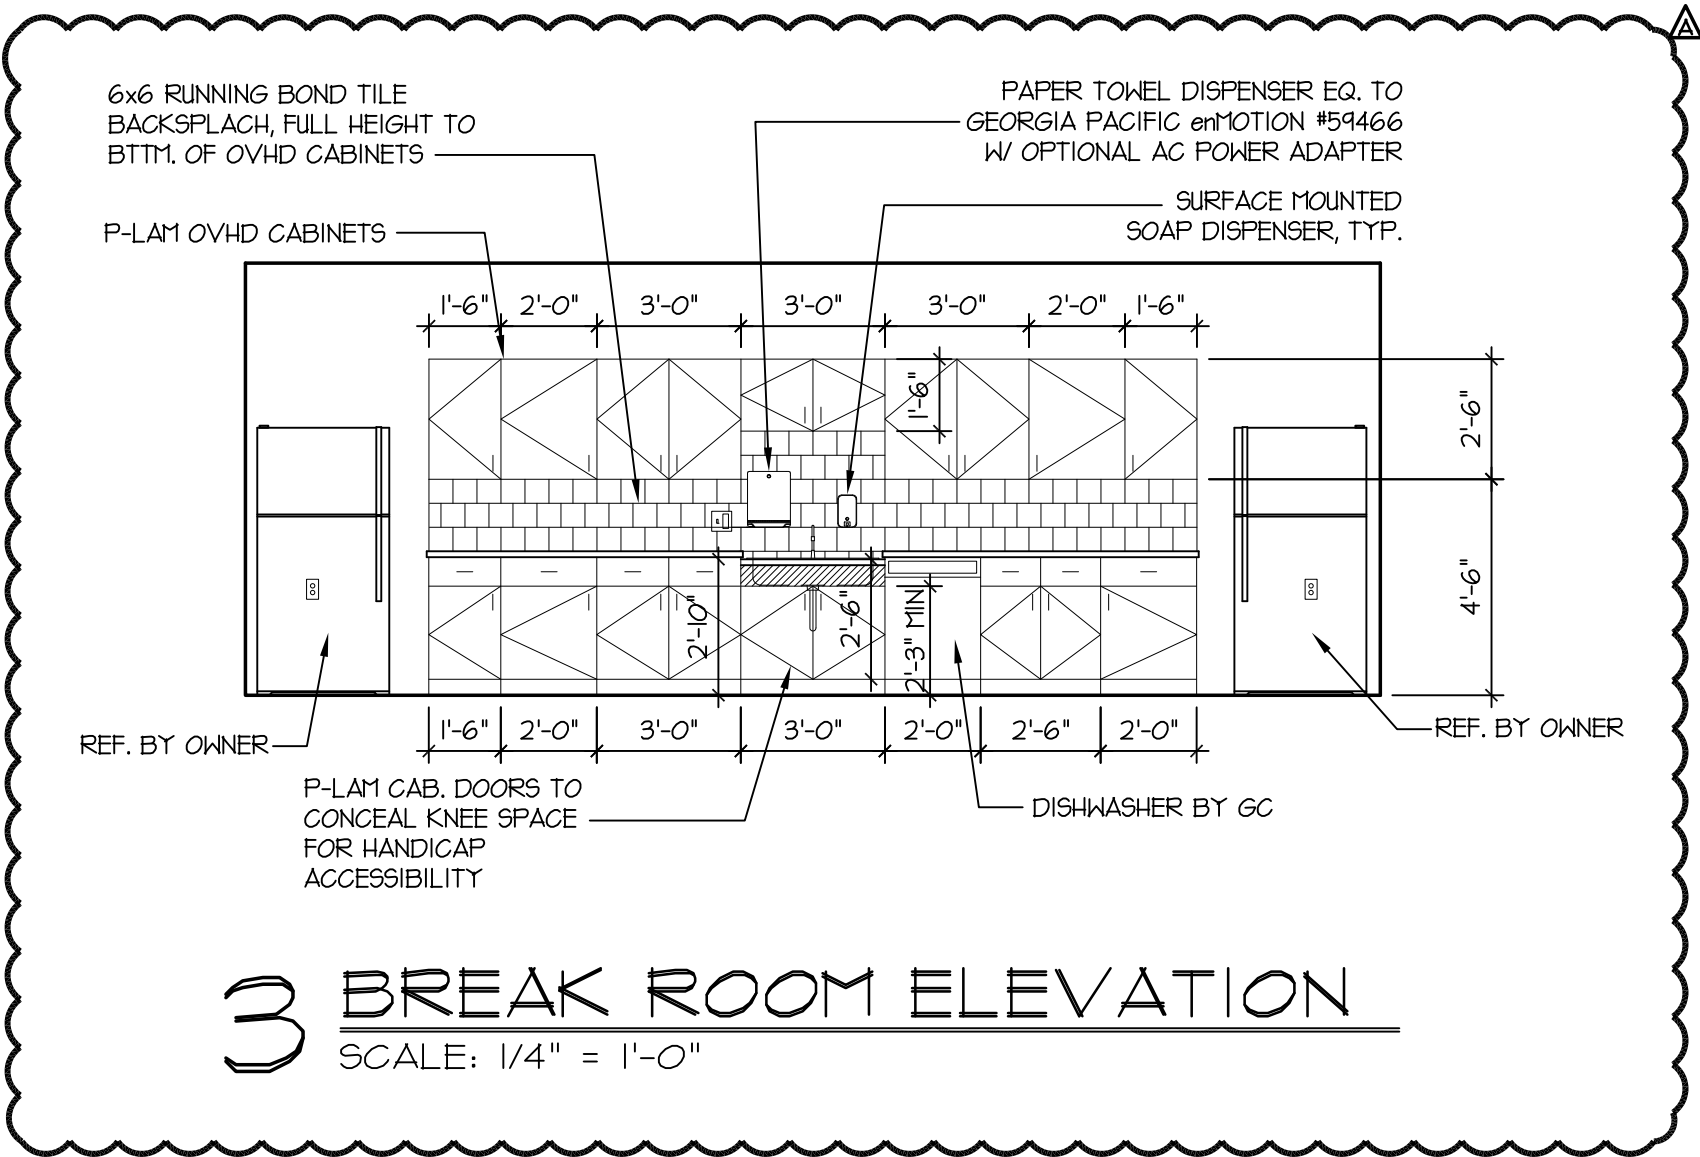 A
6x6 RUNNING BOND TILE
BACKSPLACH, FULL HEIGHT TO
BTTM. OF OVHD CABINETS
PAPER TOWEL DISPENSER EQ. TO
GEORGIA PACIFIC enMOTION #59466
W/ OPTIONAL AC POWER ADAPTER
SURFACE MOUNTED
SOAP DISPENSER, TYP.
P-LAM OVHD CABINETS
1'-6" 2'-0" 3'-0" 3'-0" 3'-0" 2'-0" 1'-6"
1'-6"
2'-6"
4'-6"
2'-10"
2'-6"
2'-3" MIN
1'-6" 2'-0" 3'-0" 3'-0" 2'-0" 2'-6" 2'-0"
REF. BY OWNER
REF. BY OWNER
P-LAM CAB. DOORS TO
CONCEAL KNEE SPACE
FOR HANDICAP
ACCESSIBILITY
DISHWASHER BY GC
3 BREAK ROOM ELEVATION
SCALE: 1/4" = 1'-0"